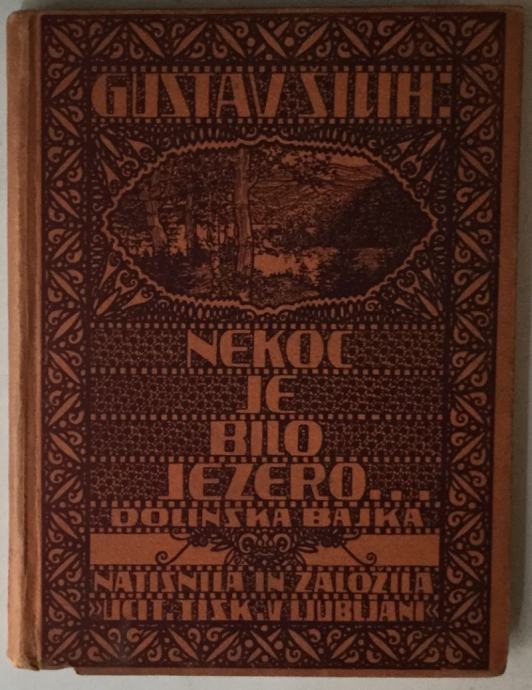 GUSTAV ŠILIH:
NEKOČ
JE
BILO
JEZERO...
DOLINSKA BAJKA
NATISNILA IN ZALOŽILA
»UČIT. TISK. V LJUBLJANI«